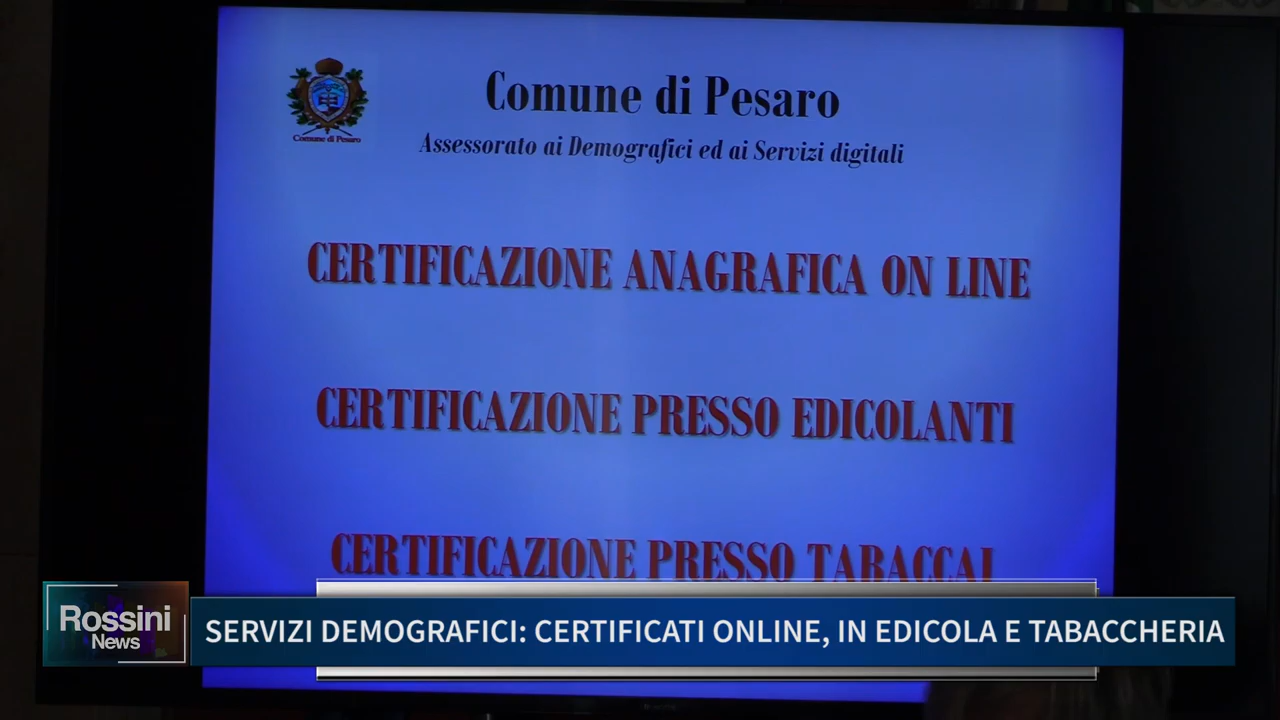 Comune di Pesaro
Comune di Pesaro
Assessorato ai Demografici ed ai Servizi digitali
CERTIFICAZIONE ANAGRAFICA ON LINE
CERTIFICAZIONE PRESSO EDICOLANTI
CERTIFICAZIONE PRESSO TABACCAI
Rossini
News
SERVIZI DEMOGRAFICI: CERTIFICATI ONLINE, IN EDICOLA E TABACCHERIA